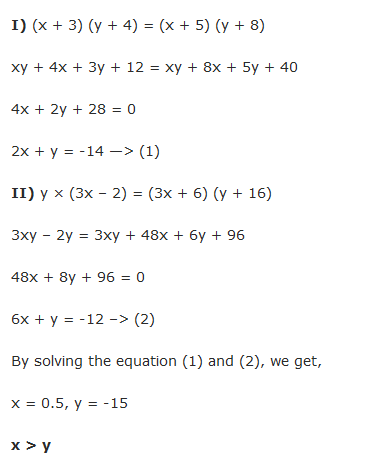 I) (x + 3) (y + 4) = (x + 5) (y + 8)
xy + 4x + 3y + 12 = xy + 8x + 5y + 40
4x + 2y + 28 = 0
2x + y = -14 —> (1)
II) y × (3x – 2) = (3x + 6) (y + 16)
3xy – 2y = 3xy + 48x + 6y + 96
48x + 8y + 96 = 0
6x + y = -12 –> (2)
By solving the equation (1) and (2), we get,
x = 0.5, y = -15
x > y